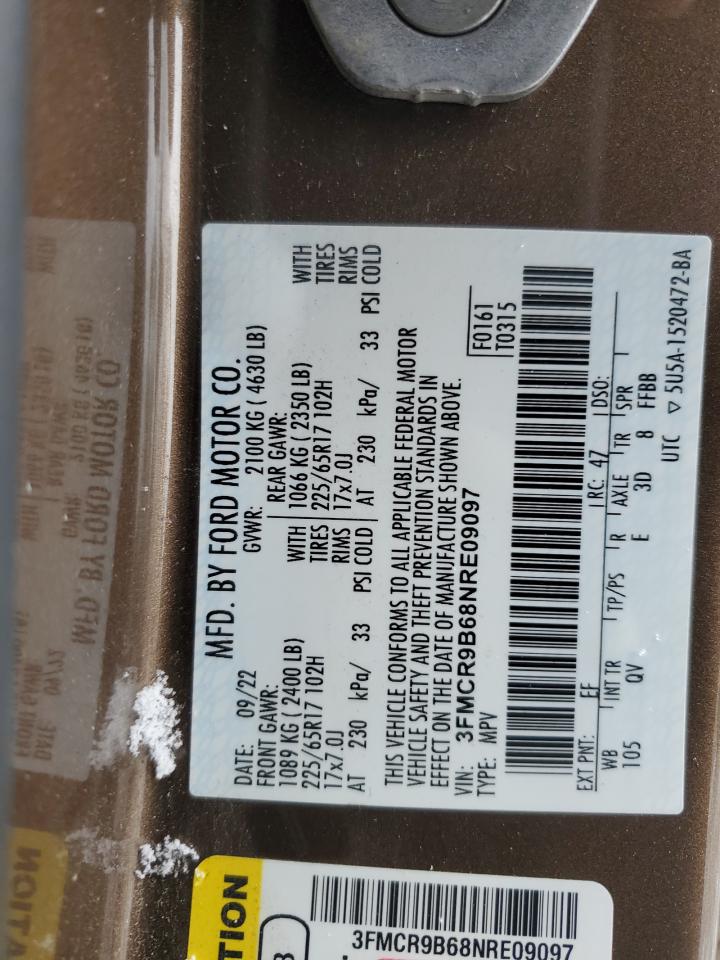 MFD. BY FORD MOTOR CO.
DATE: 09/22 GVWR: 2100 KG ( 4630 LB)
FRONT GAWR: REAR GAWR:
1089 KG ( 2400 LB) WITH 1066 KG ( 2350 LB) WITH
225/65R17 102H TIRES 225/65R17 102H TIRES
17x7.0J RIMS 17x7.0J RIMS
AT 230 kPa/ 33 PSI COLD AT 230 kPa/ 33 PSI COLD
THIS VEHICLE CONFORMS TO ALL APPLICABLE FEDERAL MOTOR
VEHICLE SAFETY AND THEFT PREVENTION STANDARDS IN
EFFECT ON THE DATE OF MANUFACTURE SHOWN ABOVE.
VIN: 3FMCR9B68NRE09097
TYPE: MPV
F0161
T0315
EXT PNT: EF RC: 47 DSO:
WB INT TR TP/PS R AXLE TR SPR
105 QV E 3D 8 FFBB
UTC ▽ 5U5A-1520472-BA
TION
3FMCR9B68NRE09097